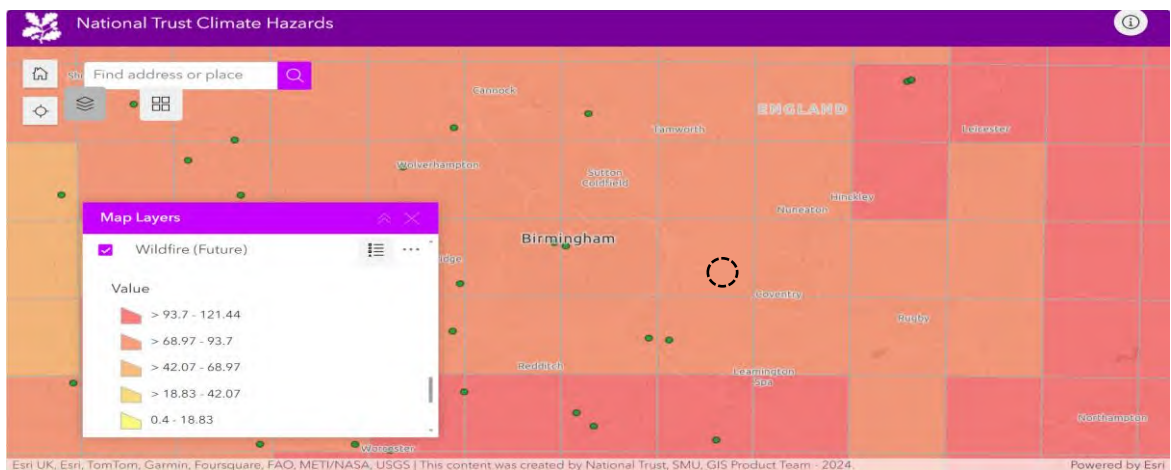 National Trust Climate Hazards
Find address or place
Cannock
ENGLAND
Tamworth
Leicester
Wolverhampton
Sutton
Coldfield
Hinckley
Nuneaton
Map Layers
Birmingham
Wildfire (Future)
Value
Coventry
> 93.7 - 121.44
Rugby
> 68.97 - 93.7
> 42.07 - 68.97
Redditch
Leamington
Spa
> 18.83 - 42.07
0.4 - 18.83
Northampton
Worcester
Esri UK, Esri, TomTom, Garmin, Foursquare, FAO, METI/NASA, USGS | This content was created by National Trust, SMU, GIS Product Team - 2024
Powered by Esri